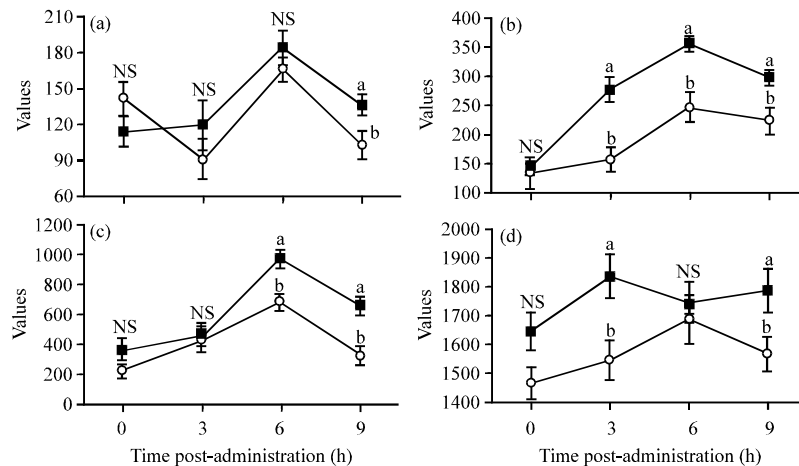 (a)
Values
210
180
150
120
90
60
NS
NS
NS
a
b
(b)
Values
400
350
300
250
200
150
100
NS
a
b
a
b
a
b
(c)
Values
1200
1000
800
600
400
200
0
NS
NS
a
b
a
b
0 3 6 9
Time post-administration (h)
(d)
Values
2000
1900
1800
1700
1600
1500
1400
NS
a
b
NS
a
b
0 3 6 9
Time post-administration (h)